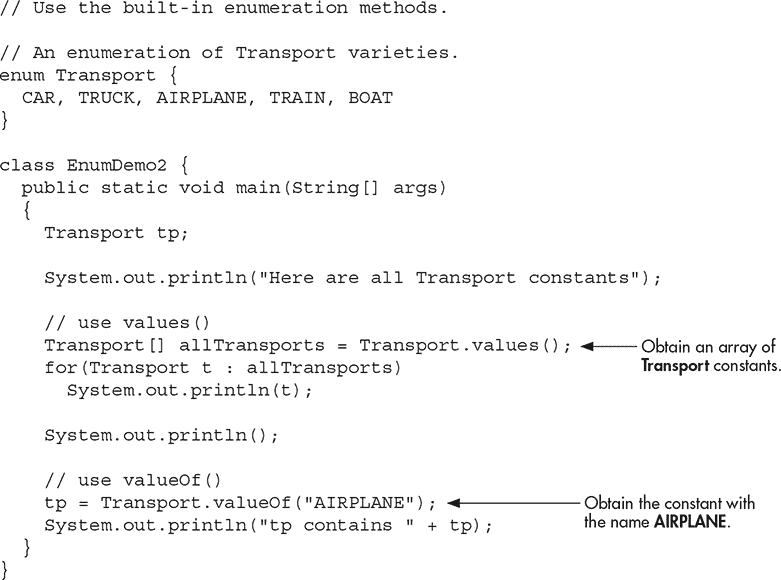 // Use the built-in enumeration methods.
// An enumeration of Transport varieties.
enum Transport {
CAR, TRUCK, AIRPLANE, TRAIN, BOAT
}
class EnumDemo2 {
public static void main(String[] args)
{
Transport tp;
System.out.println("Here are all Transport constants");
// use values()
Transport[] allTransports = Transport.values();
Obtain an array of
Transport constants.
for(Transport t : allTransports)
System.out.println(t);
System.out.println();
// use valueOf()
tp = Transport.valueOf("AIRPLANE");
Obtain the constant with
the name AIRPLANE.
System.out.println("tp contains " + tp);
}
}